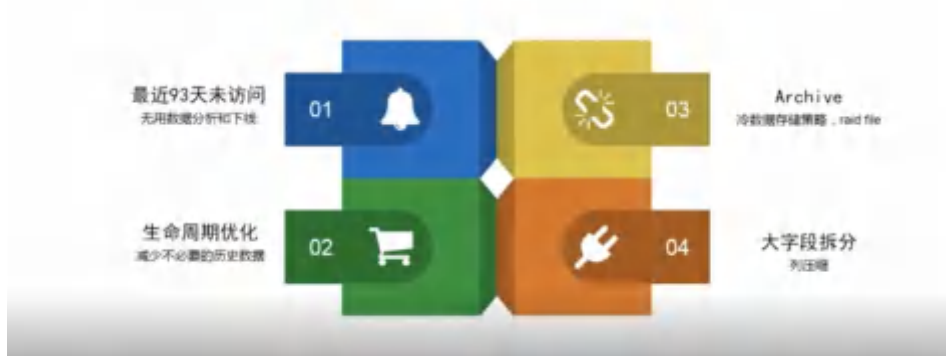 最近93天未访问
无用数据分析和下线
01
生命周期优化
减少不必要的历史数据
02
03
Archive
冷数据存储策略，raid file
04
大字段拆分
列压缩